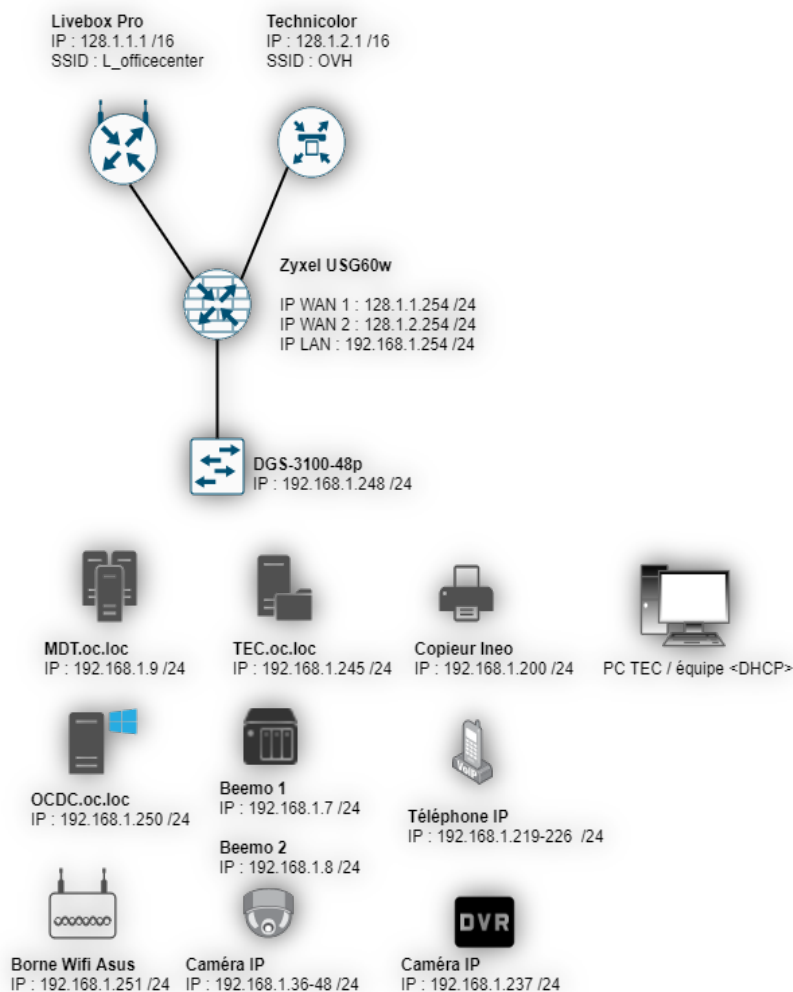 Livebox Pro
IP : 128.1.1.1 /16
SSID : L_officecenter
Technicolor
IP : 128.1.2.1 /16
SSID : OVH
Zyxel USG60w
IP WAN 1 : 128.1.1.254 /24
IP WAN 2 : 128.1.2.254 /24
IP LAN : 192.168.1.254 /24
DGS-3100-48p
IP : 192.168.1.248 /24
MDT.oc.loc
IP : 192.168.1.9 /24
TEC.oc.loc
IP : 192.168.1.245 /24
Copieur Ineo
IP : 192.168.1.200 /24
PC TEC / équipe <DHCP>
OCDC.oc.loc
IP : 192.168.1.250 /24
Beemo 1
IP : 192.168.1.7 /24
Beemo 2
IP : 192.168.1.8 /24
VoIP
Téléphone IP
IP : 192.168.1.219-226 /24
Borne Wifi Asus
IP : 192.168.1.251 /24
Caméra IP
IP : 192.168.1.36-48 /24
DVR
Caméra IP
IP : 192.168.1.237 /24